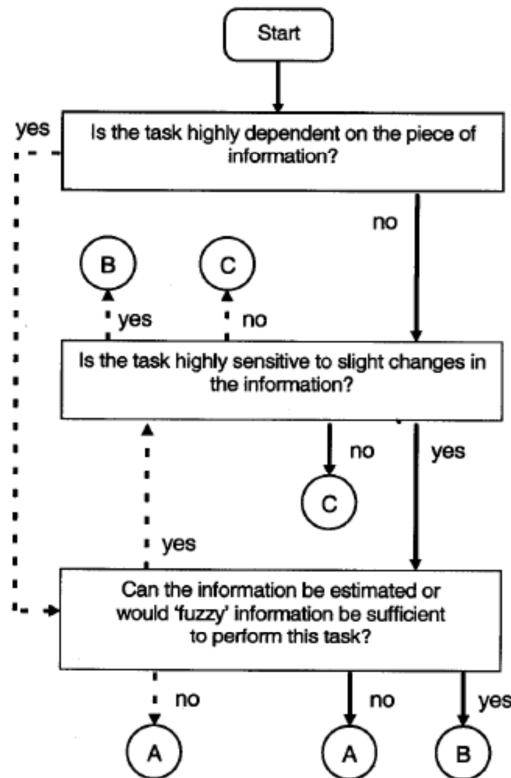 Start
yes
Is the task highly dependent on the piece of
information?
no
B
C
yes
no
Is the task highly sensitive to slight changes in
the information?
no
yes
C
yes
Can the information be estimated or
would 'fuzzy' information be sufficient
to perform this task?
no
no
yes
A
A
B